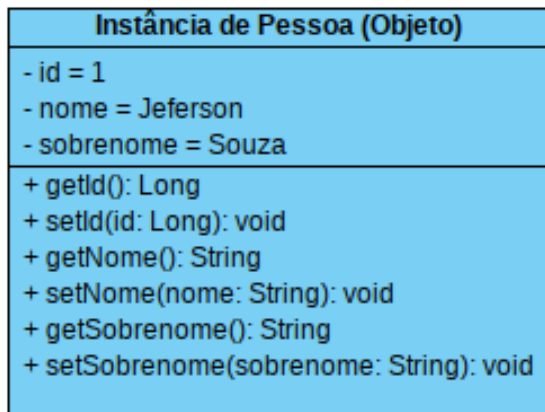 Instância de Pessoa (Objeto)
- id = 1
- nome = Jeferson
- sobrenome = Souza
+ getId(): Long
+ setId(id: Long): void
+ getNome(): String
+ setNome(nome: String): void
+ getSobrenome(): String
+ setSobrenome(sobrenome: String): void